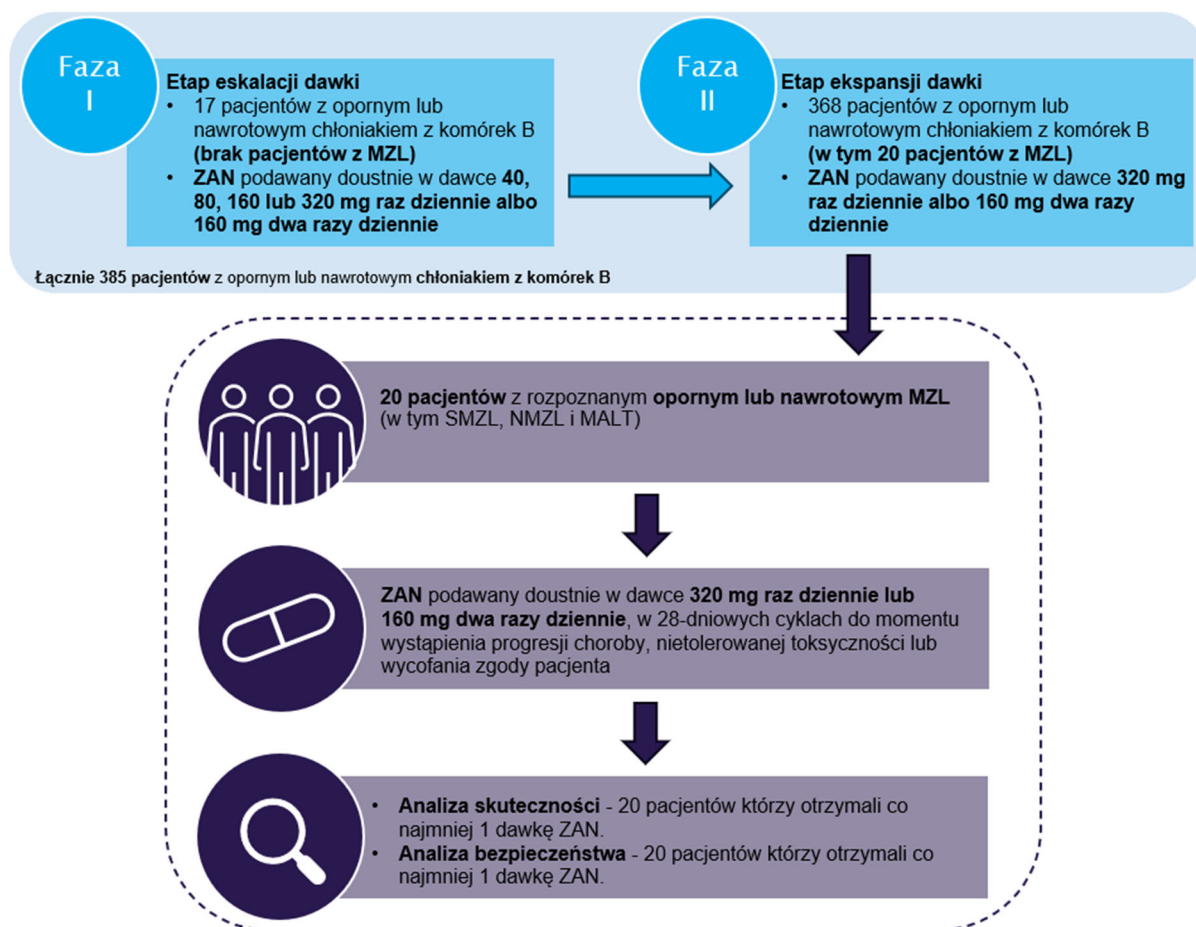 Faza
I
Etap eskalacji dawki
• 17 pacjentów z opornym lub
nawrotowym chłoniakiem z komórek B
(brak pacjentów z MZL)
• ZAN podawany doustnie w dawce 40,
80, 160 lub 320 mg raz dziennie albo
160 mg dwa razy dziennie
Faza
II
Etap ekspansji dawki
• 368 pacjentów z opornym lub
nawrotowym chłoniakiem z komórek B
(w tym 20 pacjentów z MZL)
• ZAN podawany doustnie w dawce 320 mg
raz dziennie albo 160 mg dwa razy
dziennie
Łącznie 385 pacjentów z opornym lub nawrotowym chłoniakiem z komórek B
20 pacjentów z rozpoznanym opornym lub nawrotowym MZL
(w tym SMZL, NMZL i MALT)
ZAN podawany doustnie w dawce 320 mg raz dziennie lub
160 mg dwa razy dziennie, w 28-dniowych cyklach do momentu
wystąpienia progresji choroby, nietolerowanej toksyczności lub
wycofania zgody pacjenta
• Analiza skuteczności - 20 pacjentów którzy otrzymali co
najmniej 1 dawkę ZAN.
• Analiza bezpieczeństwa - 20 pacjentów którzy otrzymali co
najmniej 1 dawkę ZAN.